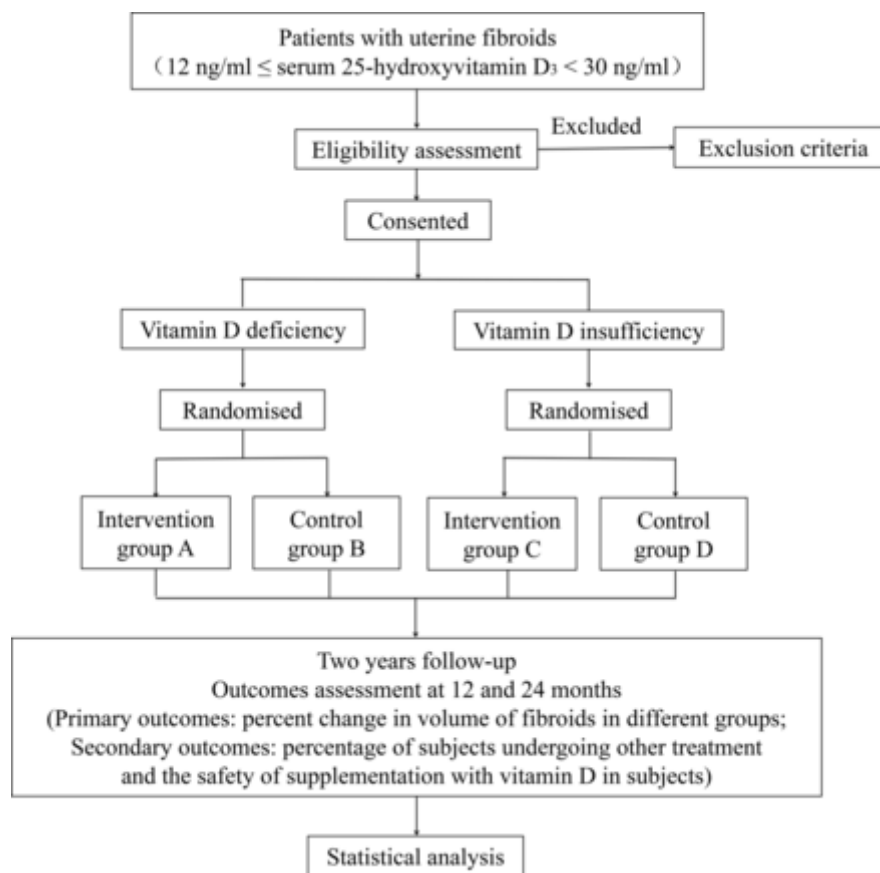 Patients with uterine fibroids
（12 ng/ml ≤ serum 25-hydroxyvitamin D₃ < 30 ng/ml）
Excluded
Eligibility assessment
Exclusion criteria
Consented
Vitamin D deficiency
Vitamin D insufficiency
Randomised
Randomised
Intervention
group A
Control
group B
Intervention
group C
Control
group D
Two years follow-up
Outcomes assessment at 12 and 24 months
(Primary outcomes: percent change in volume of fibroids in different groups;
Secondary outcomes: percentage of subjects undergoing other treatment
and the safety of supplementation with vitamin D in subjects)
Statistical analysis